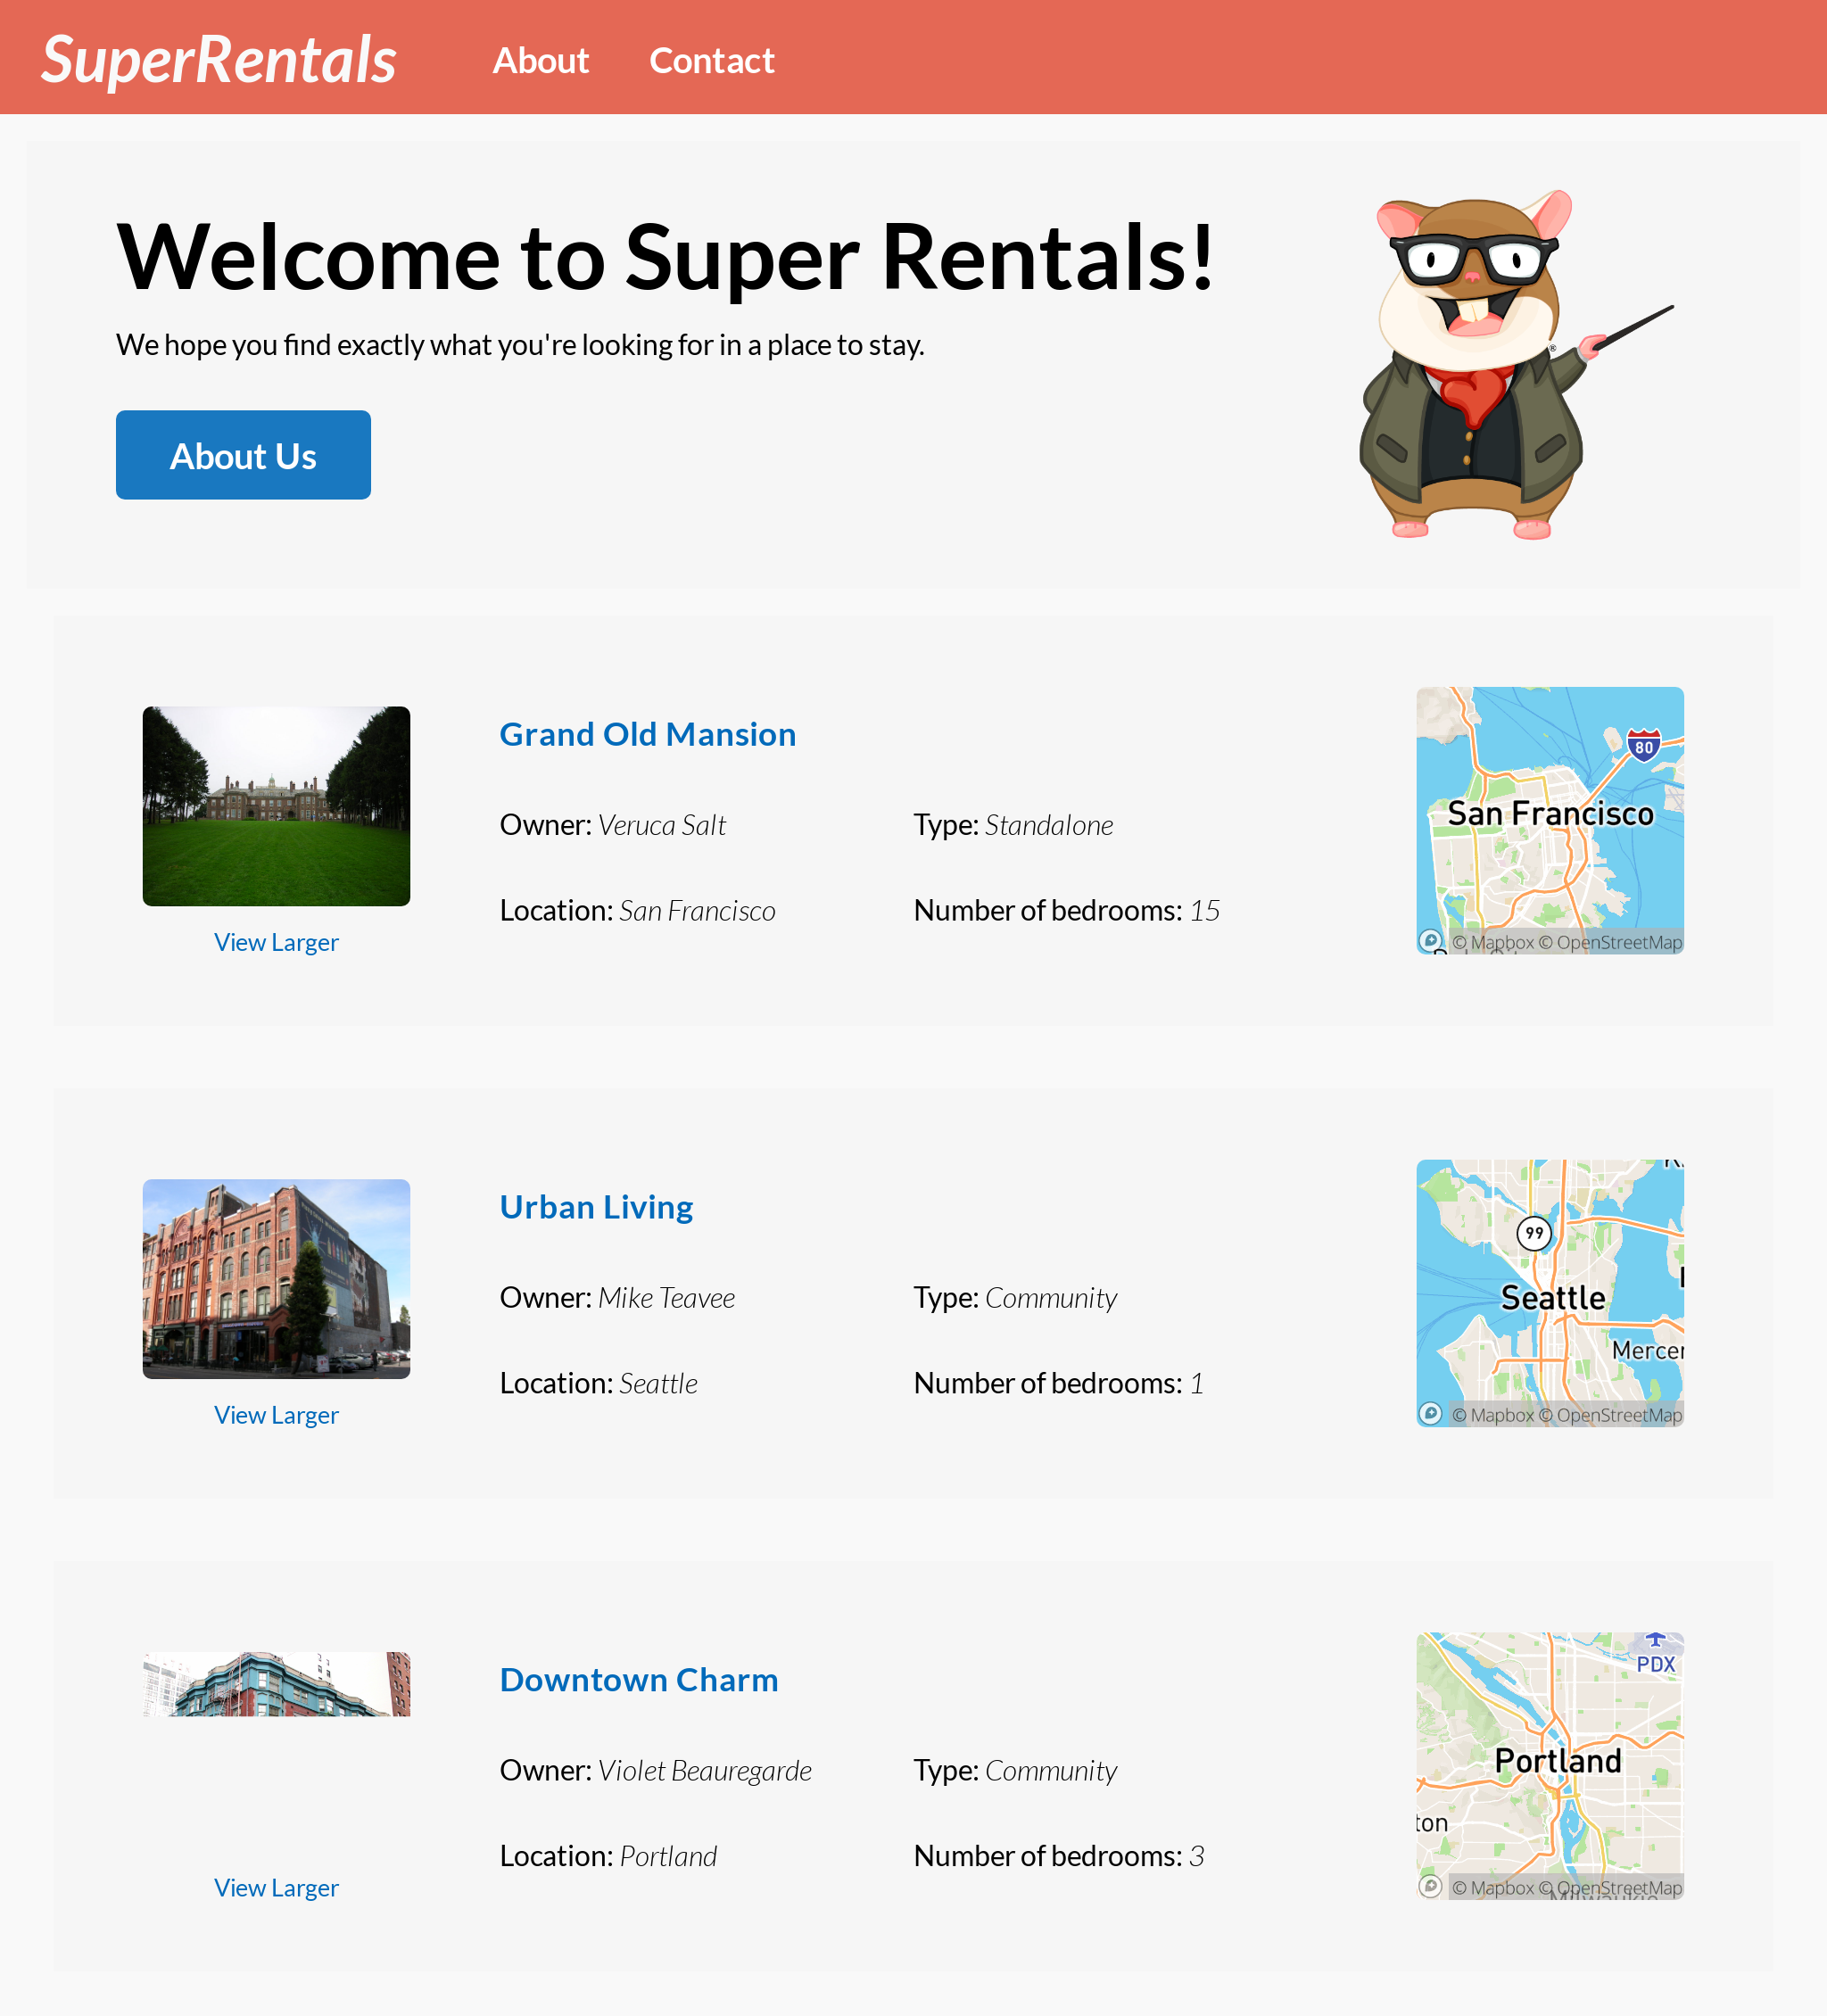 SuperRentals About Contact
Welcome to Super Rentals!
We hope you find exactly what you're looking for in a place to stay.
About Us
Grand Old Mansion
Owner: Veruca Salt Type: Standalone
Location: San Francisco Number of bedrooms: 15
View Larger
80
San Francisco
© Mapbox © OpenStreetMap
Urban Living
Owner: Mike Teavee Type: Community
Location: Seattle Number of bedrooms: 1
View Larger
99
Seattle
Mercer
© Mapbox © OpenStreetMap
Downtown Charm
Owner: Violet Beauregarde Type: Community
Location: Portland Number of bedrooms: 3
View Larger
PDX
Portland
ton
© Mapbox © OpenStreetMap